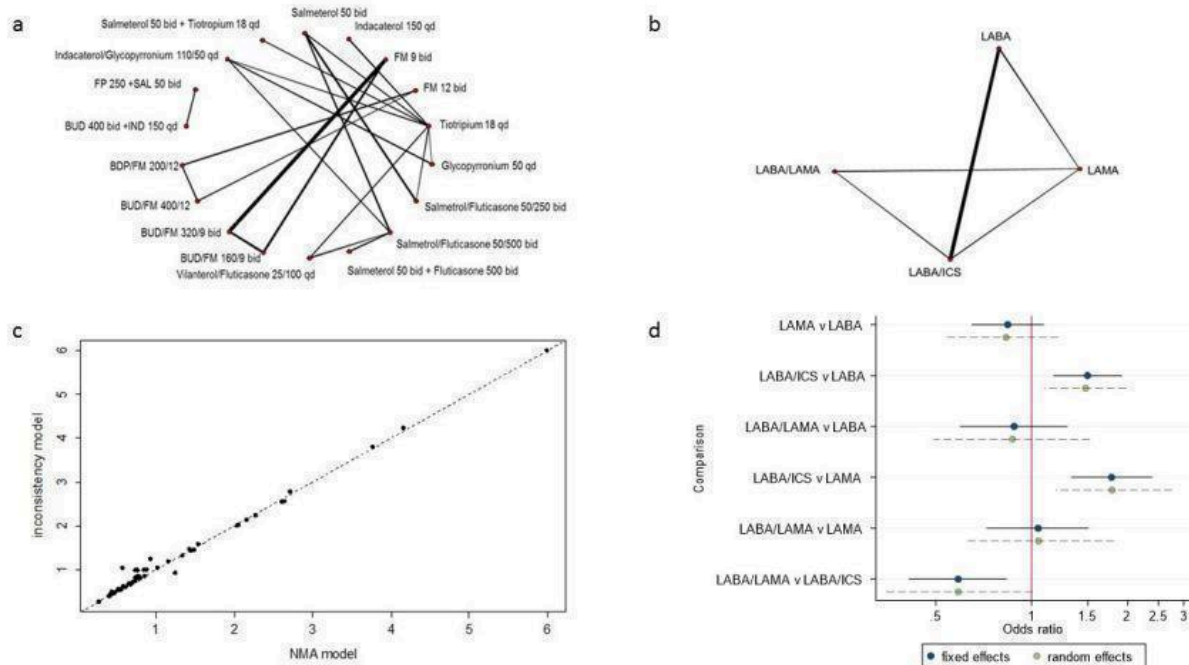 a
Salmeterol 50 bid
Salmeterol 50 bid + Tiotropium 18 qd
Indacaterol 150 qd
Indacaterol/Glycopyrronium 110/50 qd
FM 9 bid
FP 250 +SAL 50 bid
FM 12 bid
BUD 400 bid +IND 150 qd
Tiotripium 18 qd
BDP/FM 200/12
Glycopyrronium 50 qd
BUD/FM 400/12
Salmetrol/Fluticasone 50/250 bid
BUD/FM 320/9 bid
Salmetrol/Fluticasone 50/500 bid
BUD/FM 160/9 bid
Vilanterol/Fluticasone 25/100 qd
Salmeterol 50 bid + Fluticasone 500 bid
b
LABA
LABA/LAMA
LAMA
LABA/ICS
c
inconsistency model
6
5
4
3
2
1
1 2 3 4 5 6
NMA model
d
Comparison
LAMA v LABA
LABA/ICS v LABA
LABA/LAMA v LABA
LABA/ICS v LAMA
LABA/LAMA v LAMA
LABA/LAMA v LABA/ICS
.5 1 1.5 2 2.5 3
Odds ratio
fixed effects random effects